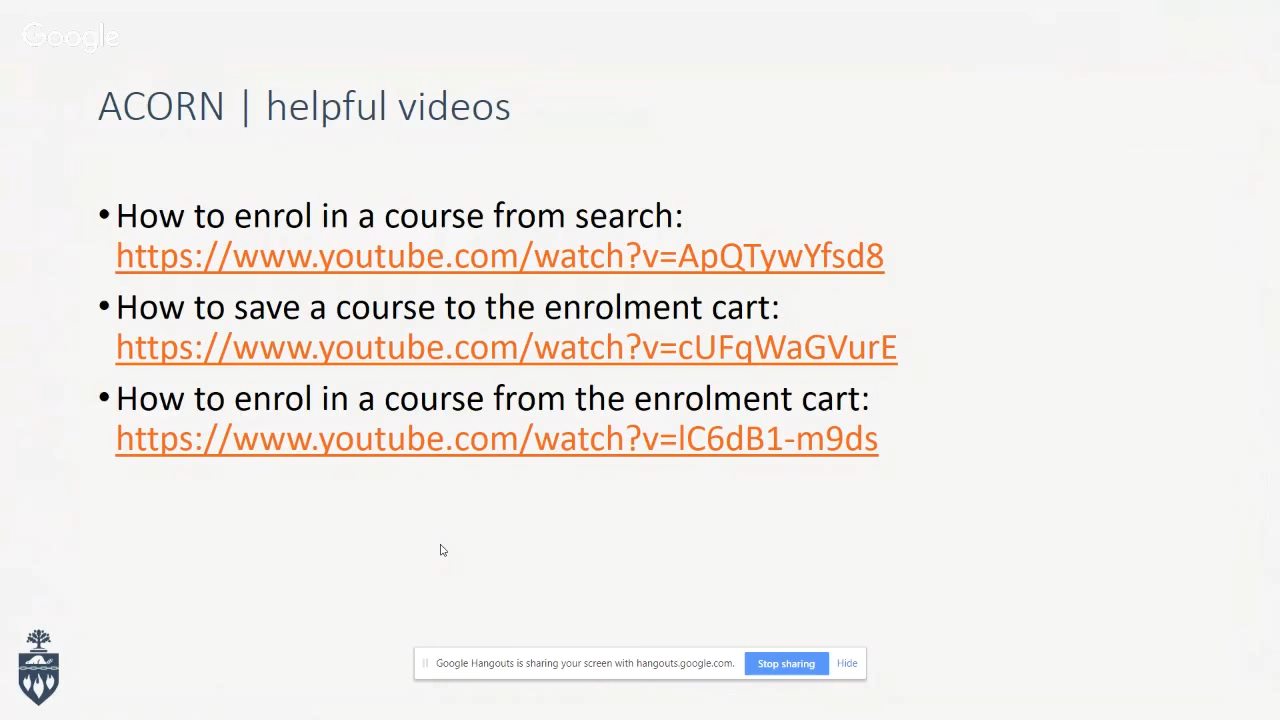 Google
ACORN | helpful videos
• How to enrol in a course from search:
https://www.youtube.com/watch?v=ApQTywYfsd8
• How to save a course to the enrolment cart:
https://www.youtube.com/watch?v=cUFqWaGVurE
• How to enrol in a course from the enrolment cart:
https://www.youtube.com/watch?v=lC6dB1-m9ds
Google Hangouts is sharing your screen with hangouts.google.com. Stop sharing Hide